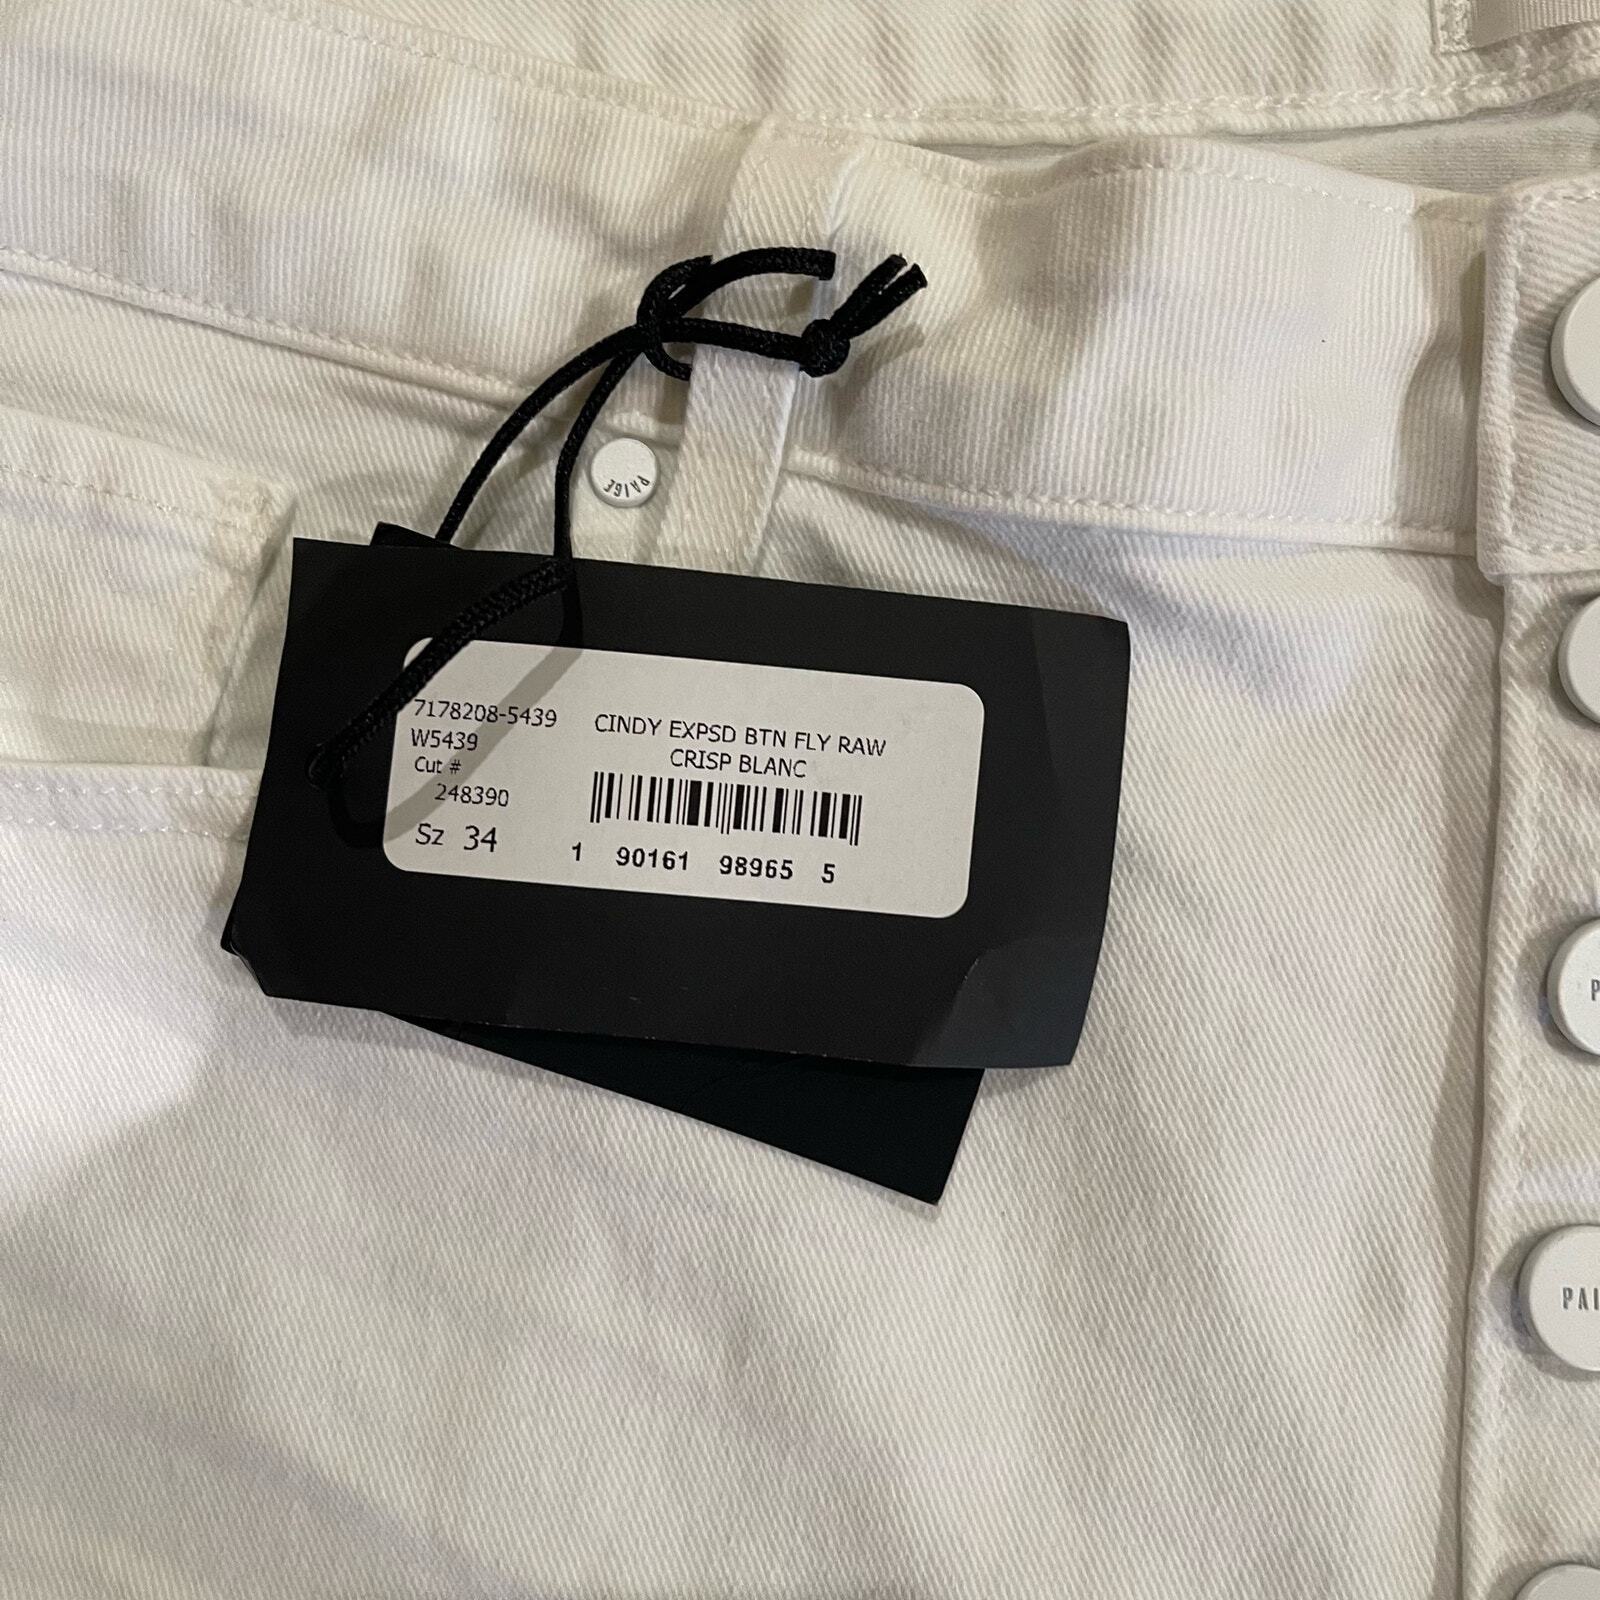 PAIGE
7178208-5439
W5439
Cut #
248390
Sz 34
CINDY EXPSD BTN FLY RAW
CRISP BLANC
1 90161 98965 5
P
PAI